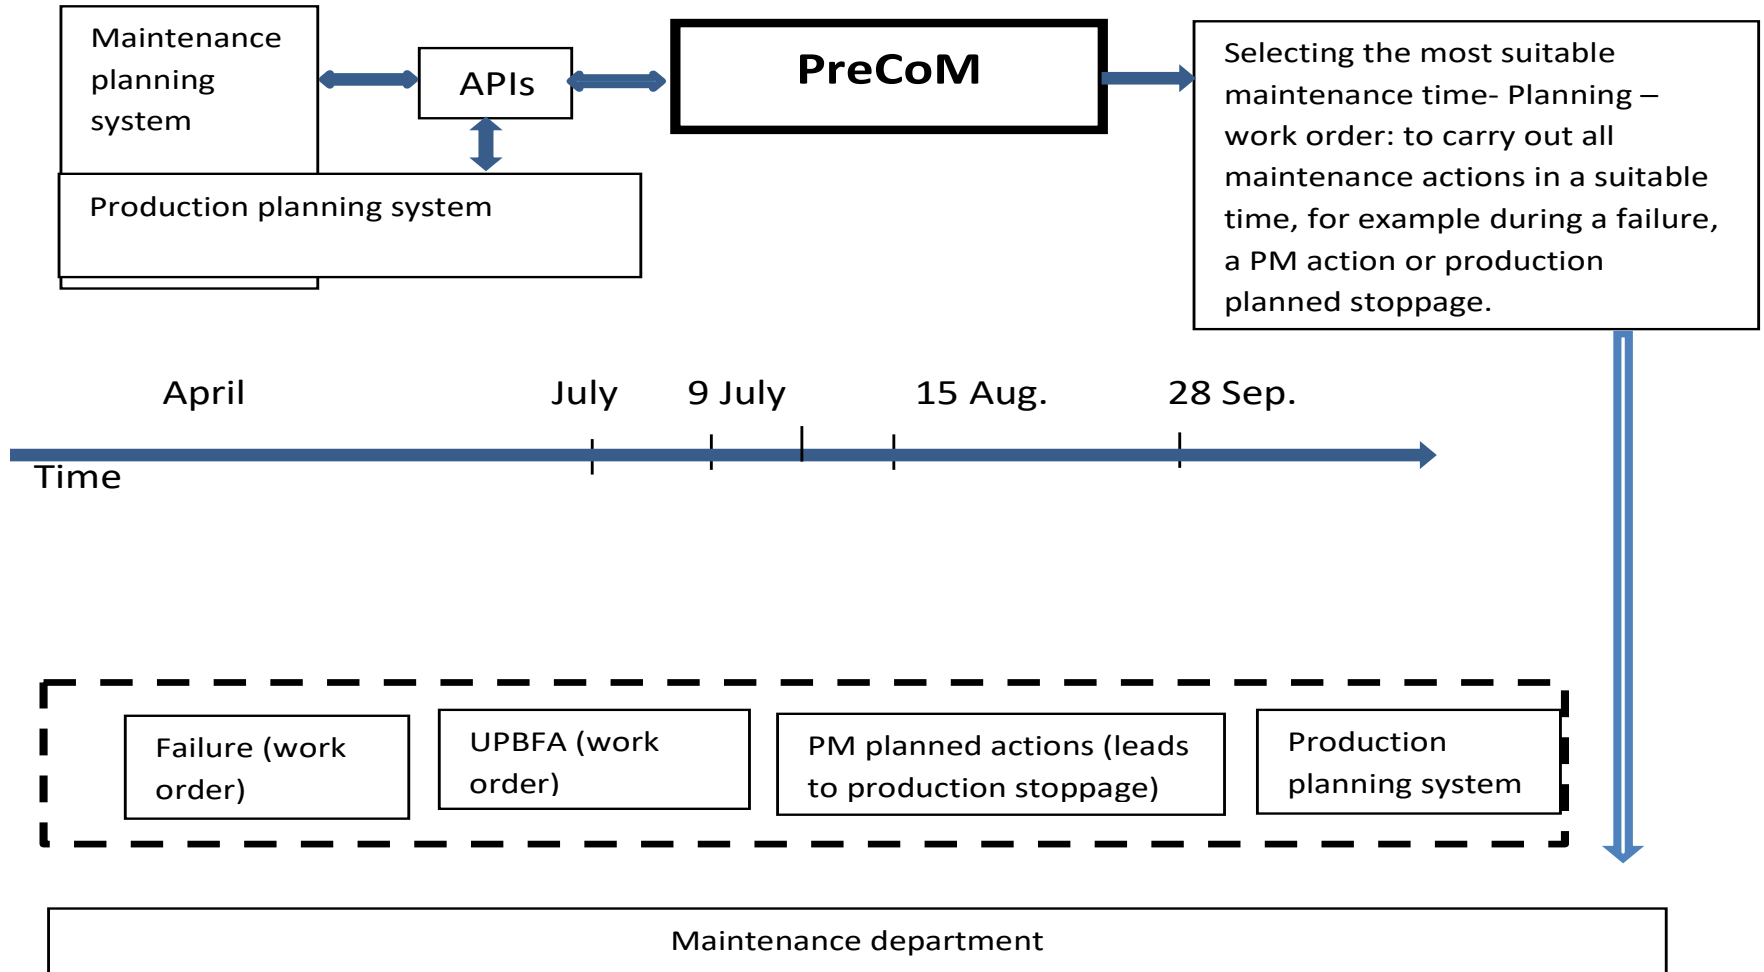 Maintenance
planning
system
APIs
PreCoM
Production planning system
Selecting the most suitable
maintenance time- Planning –
work order: to carry out all
maintenance actions in a suitable
time, for example during a failure,
a PM action or production
planned stoppage.
April
July
9 July
15 Aug.
28 Sep.
Time
Failure (work
order)
UPBFA (work
order)
PM planned actions (leads
to production stoppage)
Production
planning system
Maintenance department